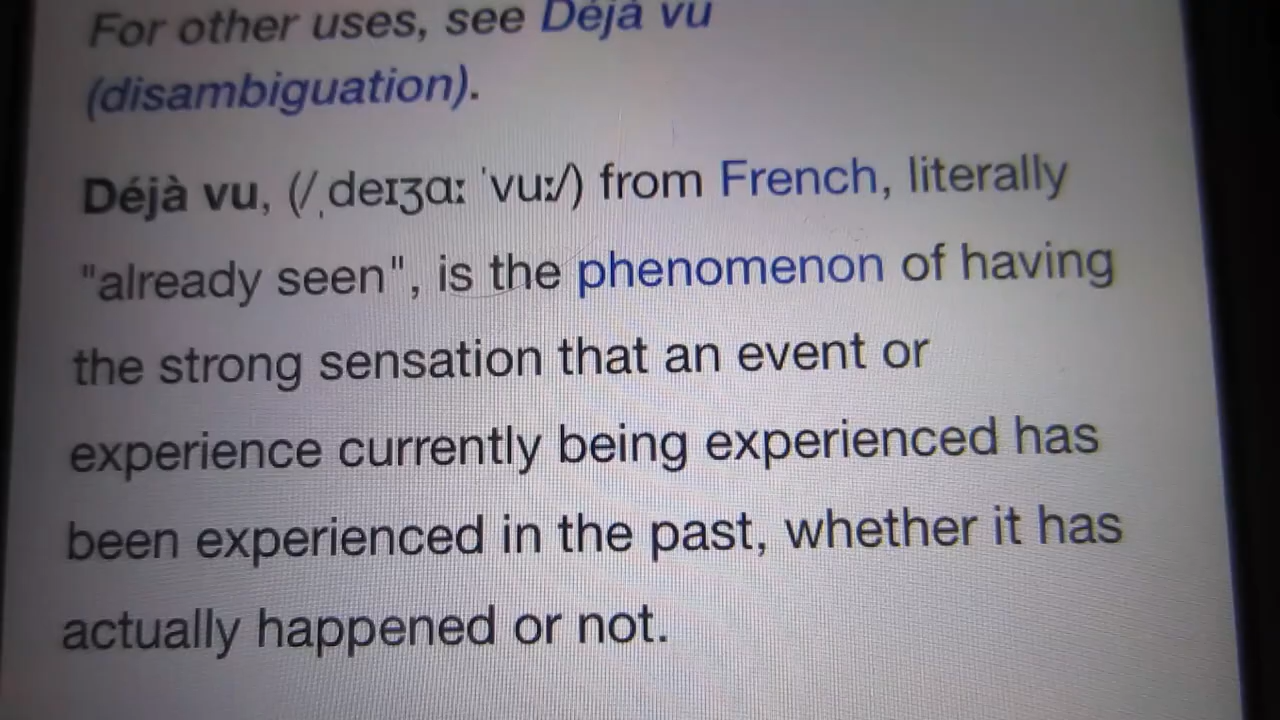 For other uses, see Déjà vu
(disambiguation).
Déjà vu, (/ˌdeɪʒɑː ˈvuː/) from French, literally
"already seen", is the phenomenon of having
the strong sensation that an event or
experience currently being experienced has
been experienced in the past, whether it has
actually happened or not.